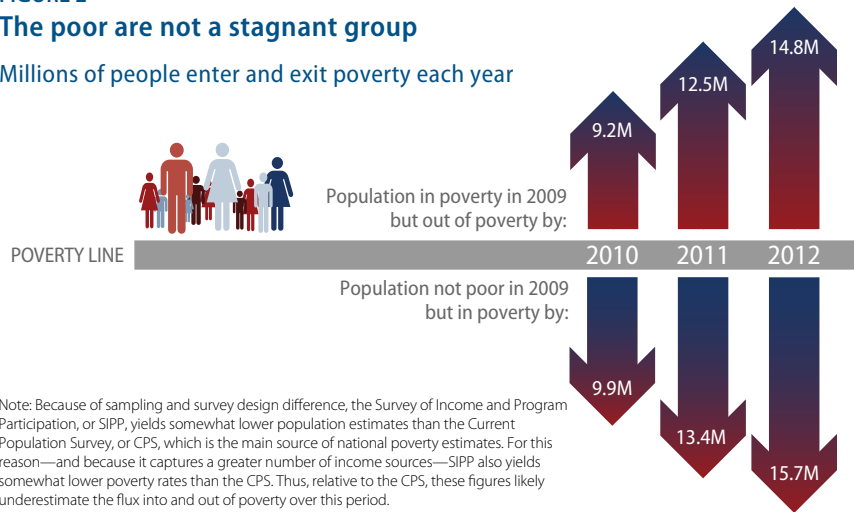 The poor are not a stagnant group
Millions of people enter and exit poverty each year
14.8M
12.5M
9.2M
Population in poverty in 2009
but out of poverty by:
POVERTY LINE
2010 2011 2012
Population not poor in 2009
but in poverty by:
9.9M
13.4M
15.7M
Note: Because of sampling and survey design difference, the Survey of Income and Program
Participation, or SIPP, yields somewhat lower population estimates than the Current
Population Survey, or CPS, which is the main source of national poverty estimates. For this
reason—and because it captures a greater number of income sources—SIPP also yields
somewhat lower poverty rates than the CPS. Thus, relative to the CPS, these figures likely
underestimate the flux into and out of poverty over this period.